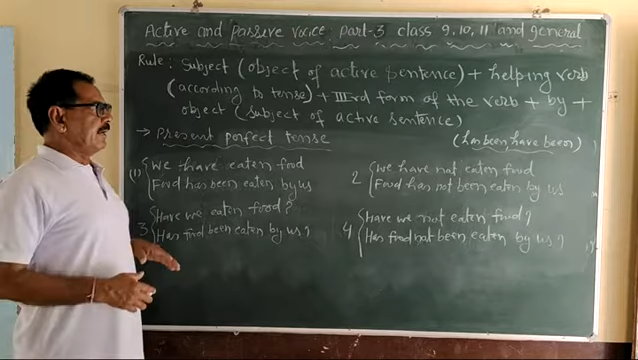 Active and passive voice part-3 class 9, 10, 11 and general
Rule: Subject (object of active sentence) + helping verb
(according to tense) + IIIrd form of the verb + by +
object (subject of active sentence)
→ Present perfect tense (has been, have been)
(1) We have eaten food
Food has been eaten by us
2 We have not eaten food
Food has not been eaten by us
3 Have we eaten food?
Has food been eaten by us?
4 Have we not eaten food?
Has food not been eaten by us?